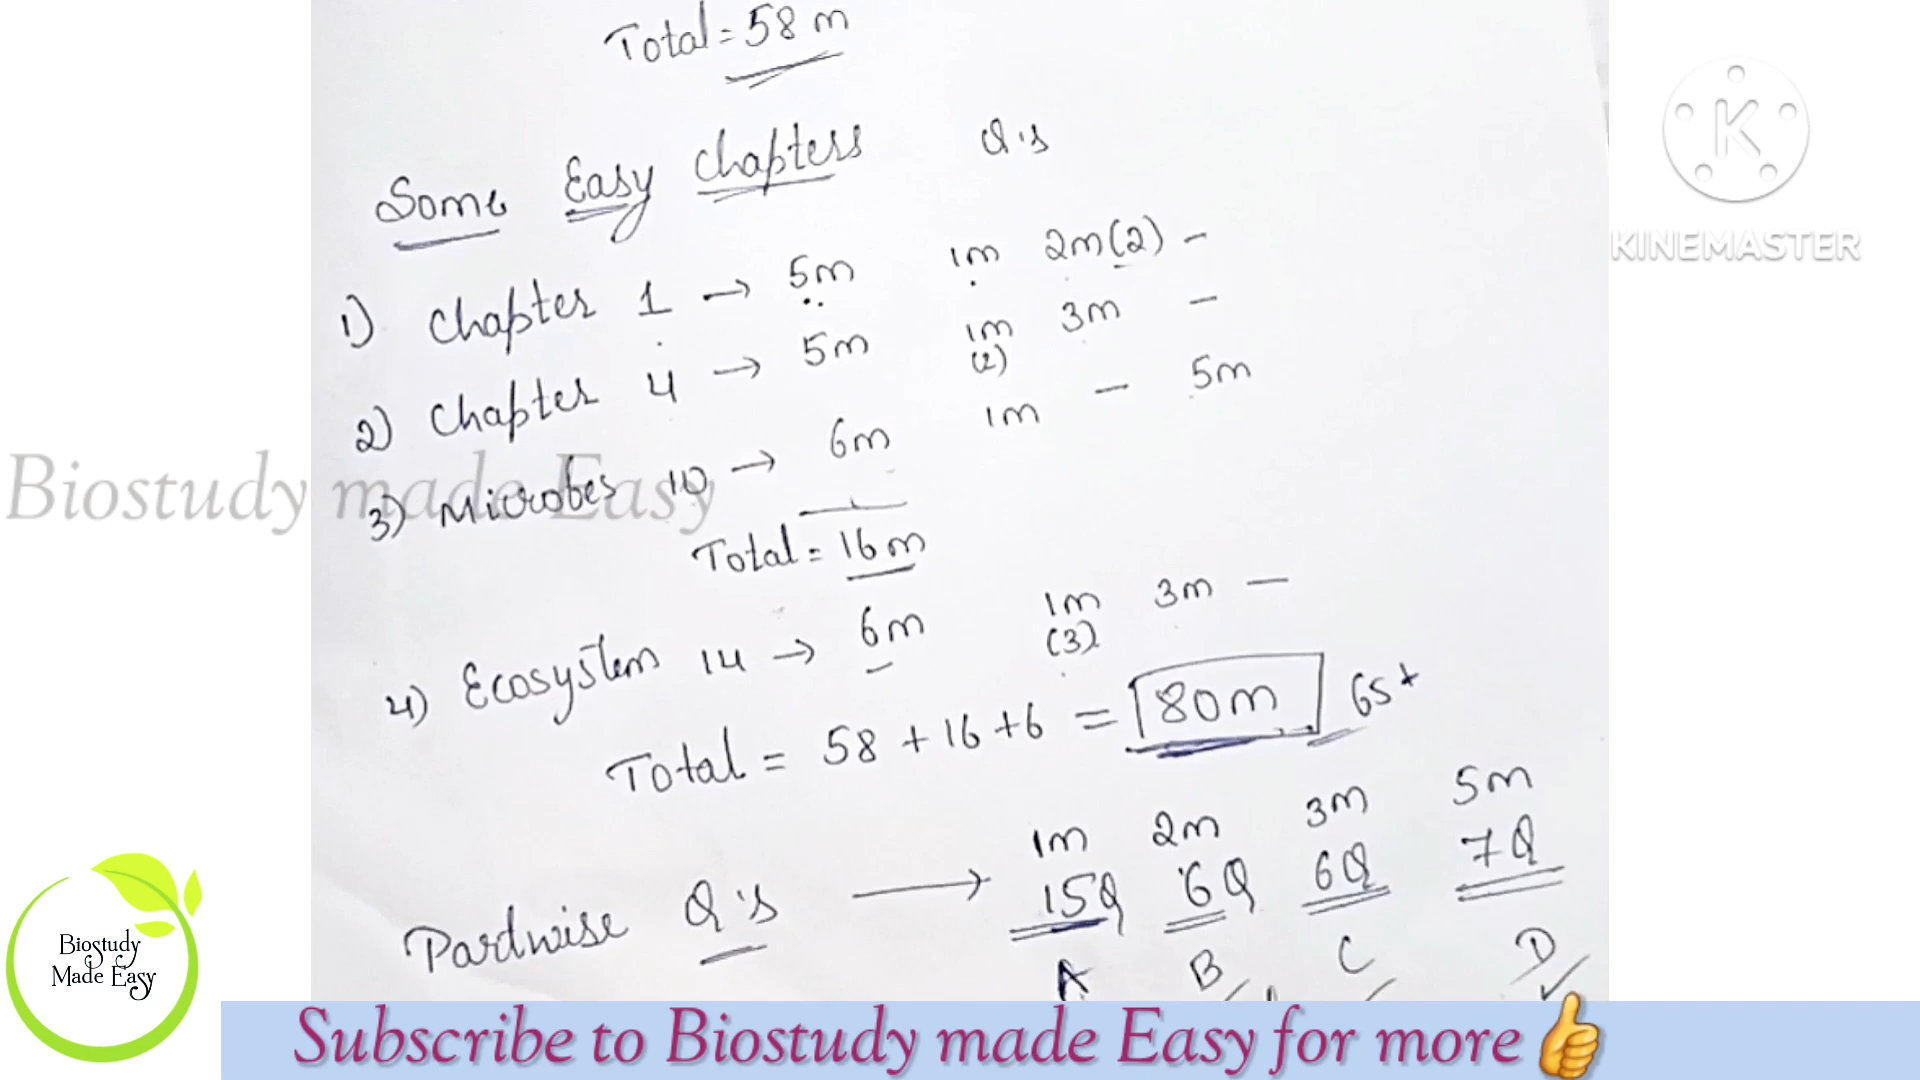 Total = 58 m
Some Easy Chapters Q's
1) Chapter 1 → 5m 1m 2m(2) -
2) Chapter 4 → 5m 1m (2) 3m -
3) Microbes 10 → 6m 1m - 5m
Total = 16m
4) Ecosystem 14 → 6m 1m (3) 3m -
Total = 58 + 16 + 6 = 80m 65+
1m 2m 3m 5m
Partwise Q's → 15Q 6Q 6Q 7Q
A B C D
KINEMASTER
Biostudy made Easy
Biostudy
Made Easy
Subscribe to Biostudy made Easy for more